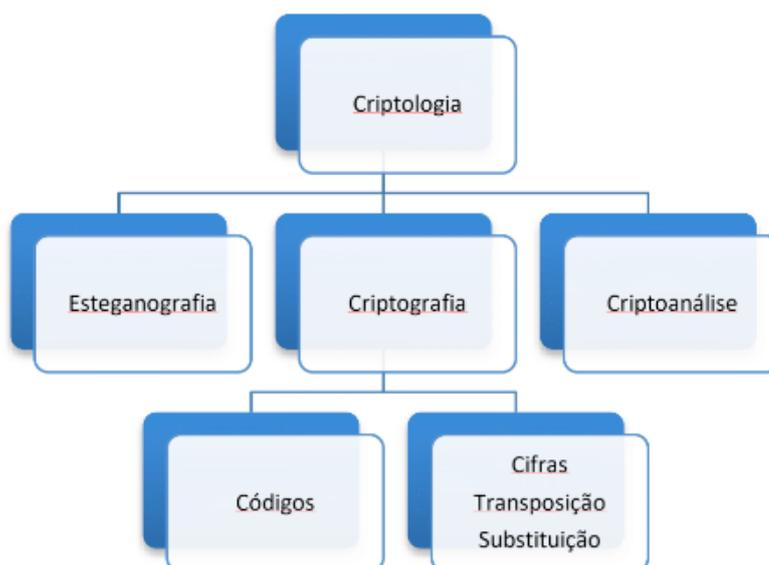 Criptologia
Esteganografia
Criptografia
Criptoanálise
Códigos
Cifras
Transposição
Substituição